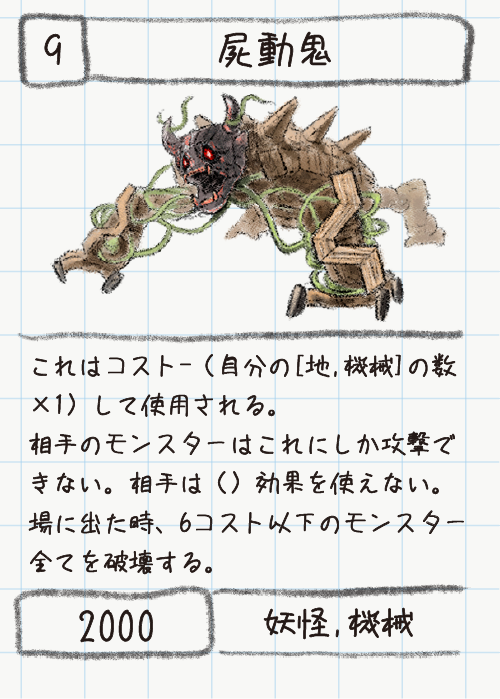 9
屍動鬼
これはコスト-（自分の[地,機械]の数
×1）して使用される。
相手のモンスターはこれにしか攻撃で
きない。相手は（）効果を使えない。
場に出た時、6コスト以下のモンスター
全てを破壊する。
2000
妖怪,機械